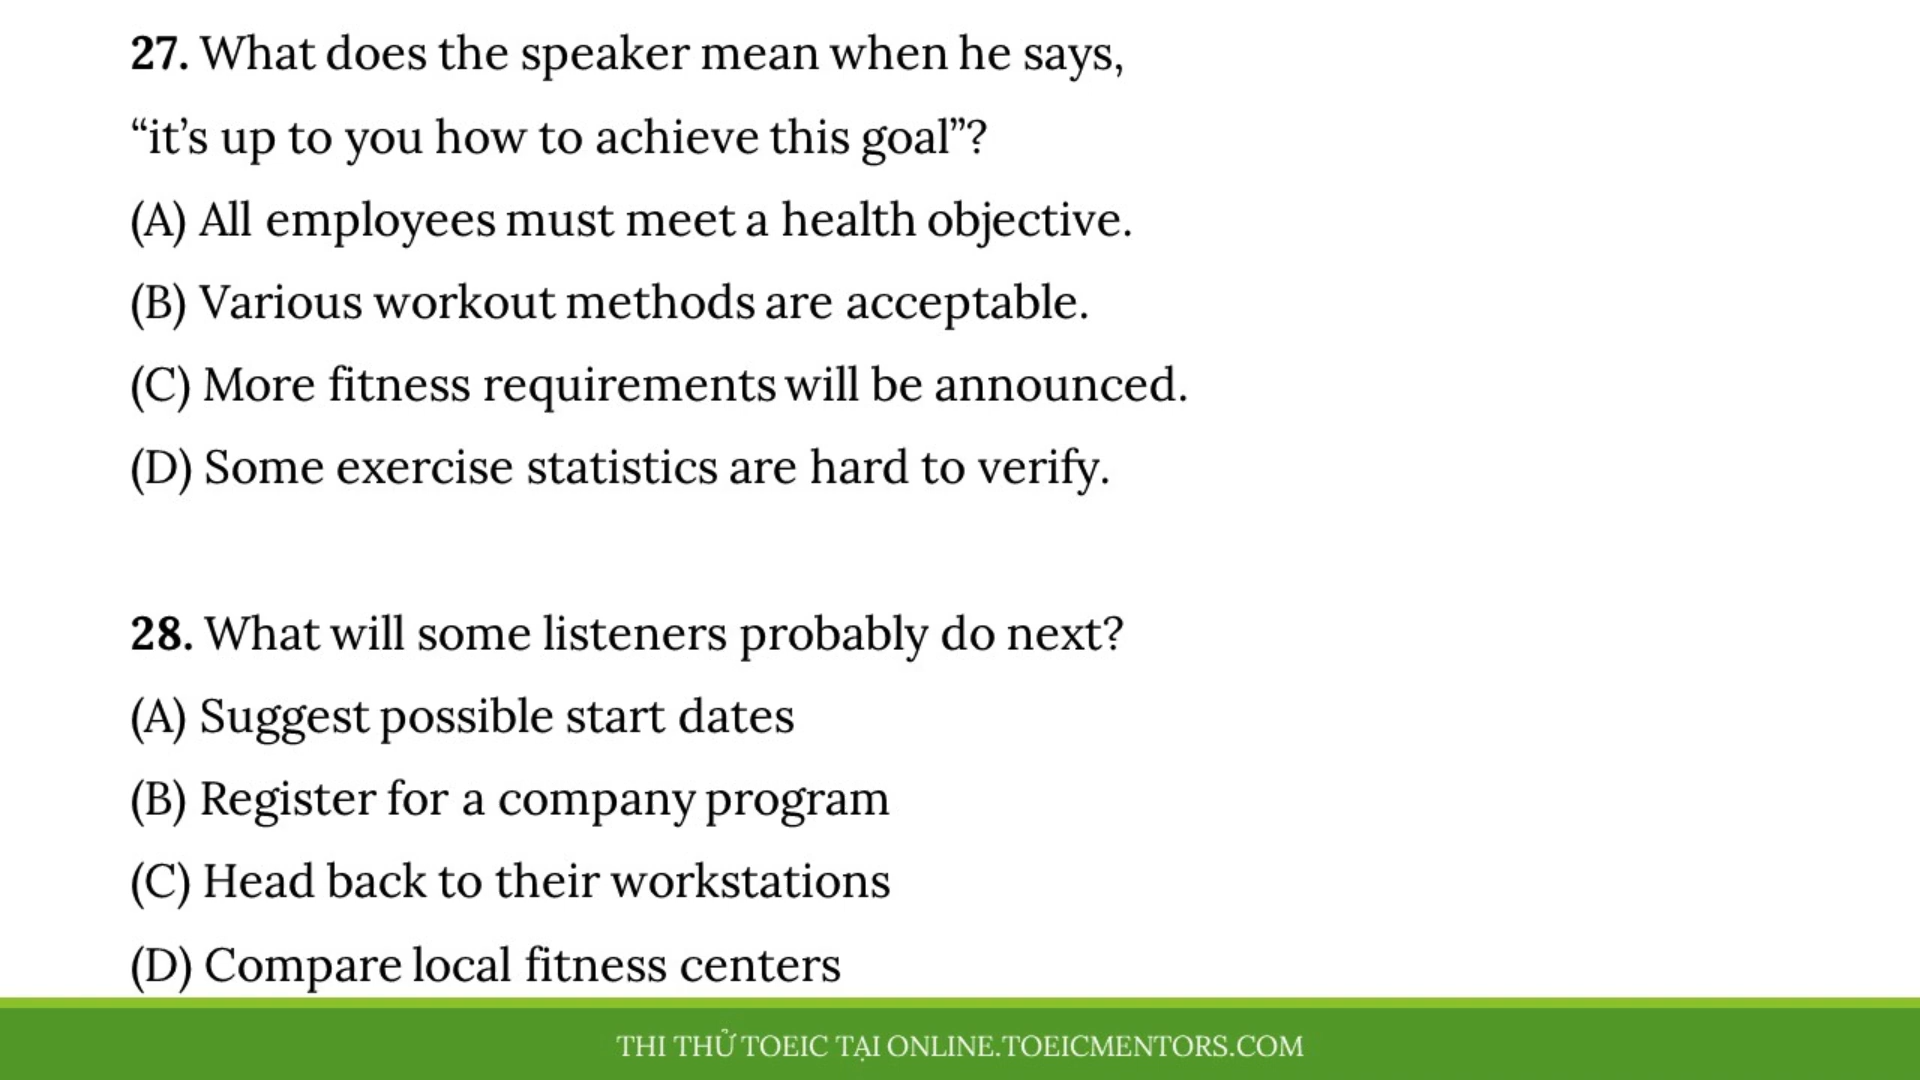 27. What does the speaker mean when he says,
“it’s up to you how to achieve this goal”?
(A) All employees must meet a health objective.
(B) Various workout methods are acceptable.
(C) More fitness requirements will be announced.
(D) Some exercise statistics are hard to verify.
28. What will some listeners probably do next?
(A) Suggest possible start dates
(B) Register for a company program
(C) Head back to their workstations
(D) Compare local fitness centers
THI THỬ TOEIC TẠI ONLINE.TOEICMENTORS.COM